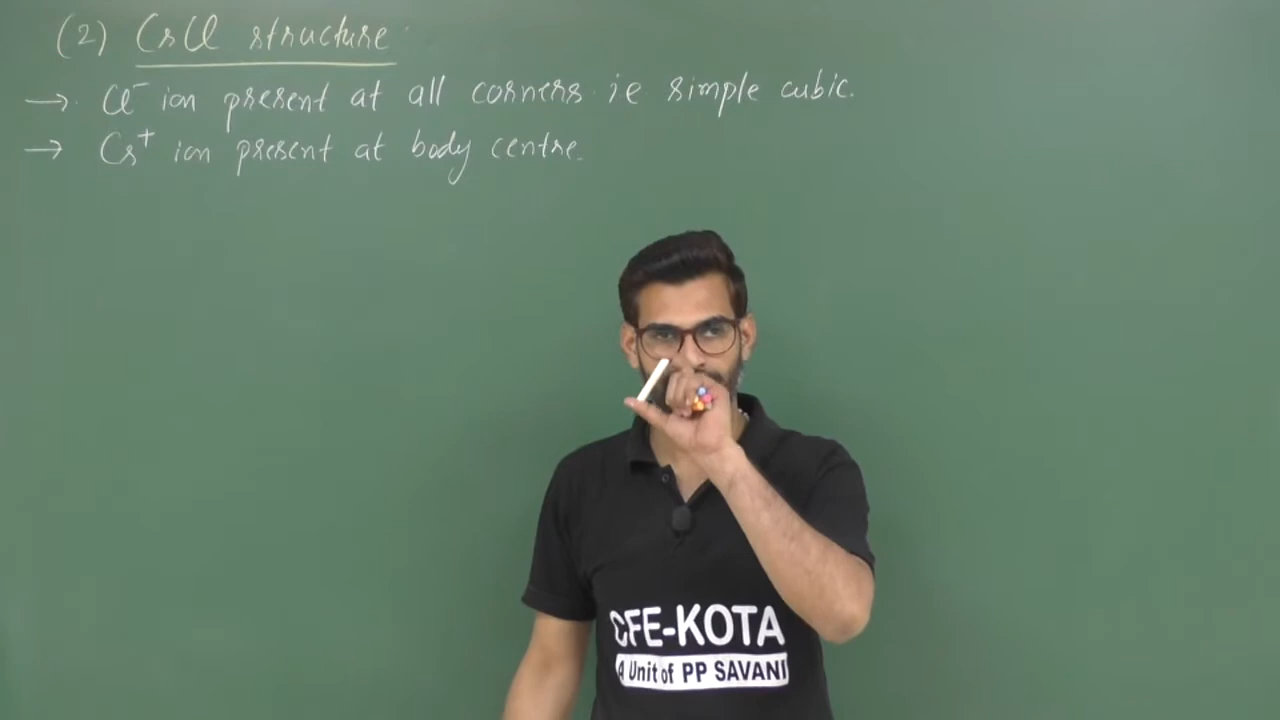 (2) CsCl structure
→ Cl⁻ ion present at all corners ie simple cubic.
→ Cs⁺ ion present at body centre.
CFE-KOTA
A Unit of PP SAVANI